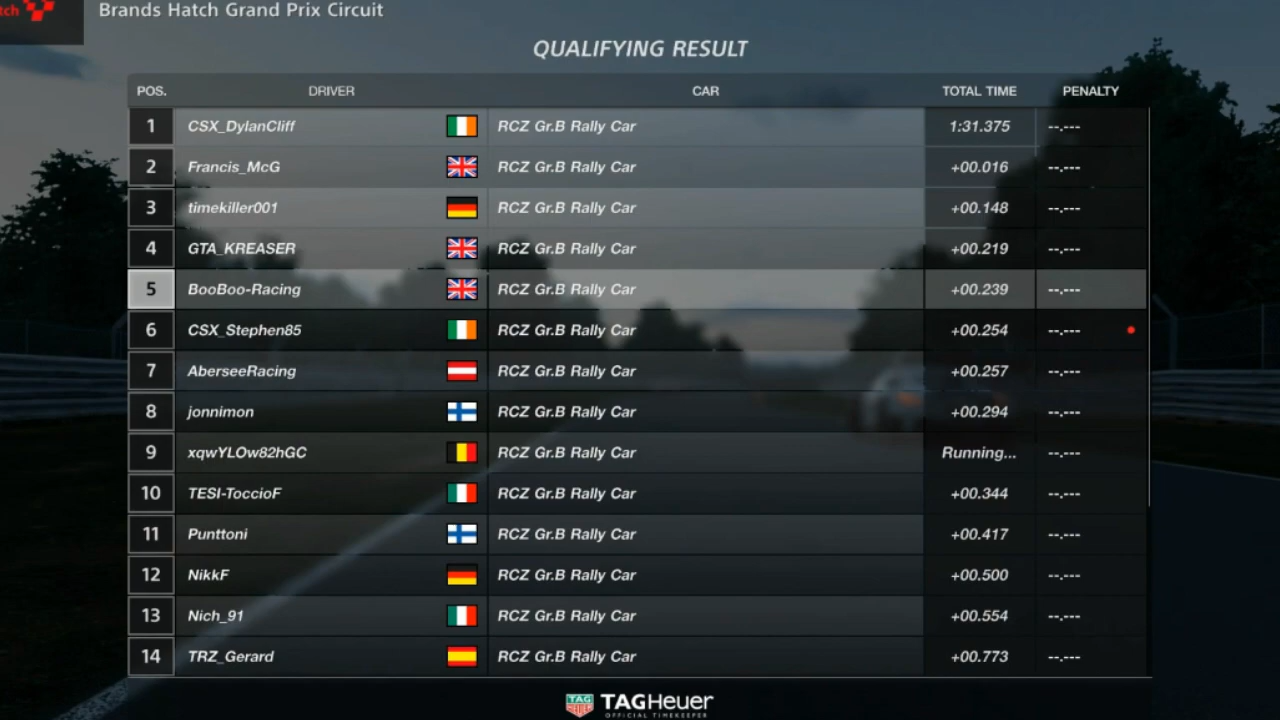 tch
Brands Hatch Grand Prix Circuit
QUALIFYING RESULT
POS. DRIVER CAR TOTAL TIME PENALTY
1 CSX_DylanCliff RCZ Gr.B Rally Car 1:31.375 --.---
2 Francis_McG RCZ Gr.B Rally Car +00.016 --.---
3 timekiller001 RCZ Gr.B Rally Car +00.148 --.---
4 GTA_KREASER RCZ Gr.B Rally Car +00.219 --.---
5 BooBoo-Racing RCZ Gr.B Rally Car +00.239 --.---
6 CSX_Stephen85 RCZ Gr.B Rally Car +00.254 --.---
7 AberseeRacing RCZ Gr.B Rally Car +00.257 --.---
8 jonnimon RCZ Gr.B Rally Car +00.294 --.---
9 xqwYLOw82hGC RCZ Gr.B Rally Car Running... --.---
10 TESI-ToccioF RCZ Gr.B Rally Car +00.344 --.---
11 Punttoni RCZ Gr.B Rally Car +00.417 --.---
12 NikkF RCZ Gr.B Rally Car +00.500 --.---
13 Nich_91 RCZ Gr.B Rally Car +00.554 --.---
14 TRZ_Gerard RCZ Gr.B Rally Car +00.773 --.---
TAG HEUER TAGHeuer
OFFICIAL TIMEKEEPER